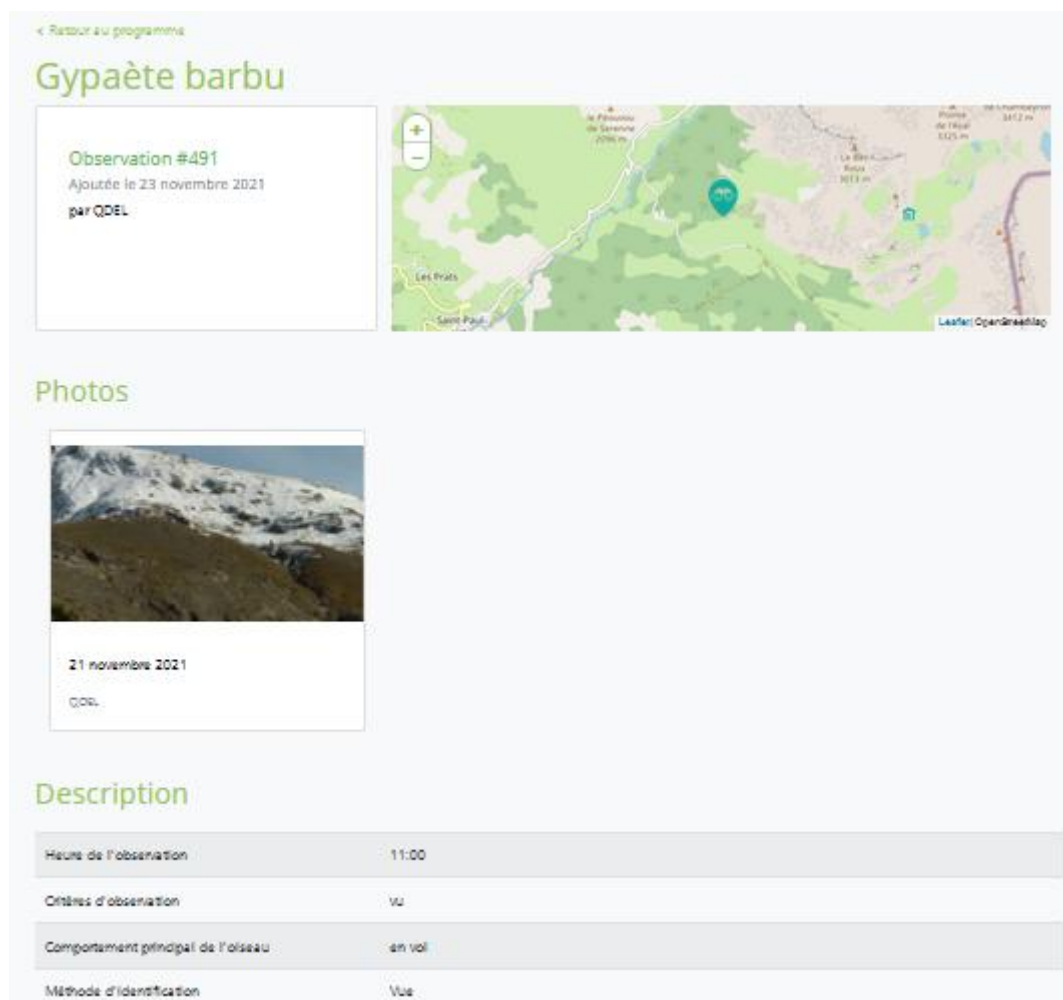 < Retour au programme
Gypaète barbu
Observation #491
Ajoutée le 23 novembre 2021
par QDEL
+
−
Les Prats
Saint-Paul
3412 m
Leaflet | OpenStreetMap
Photos
21 novembre 2021
QDEL
Description
Heure de l'observation 11:00
Critères d'observation vu
Comportement principal de l'oiseau en vol
Méthode d'identification Vue